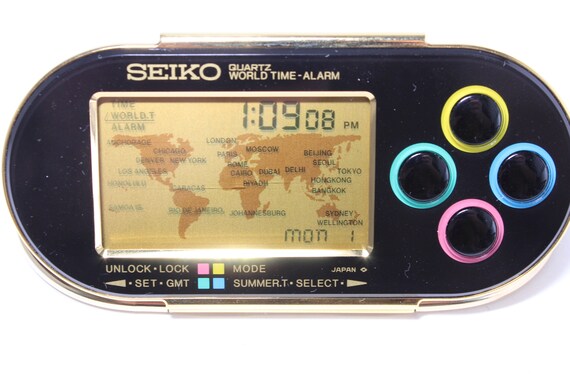 SEIKO QUARTZ
WORLD TIME-ALARM
TIME
WORLD.T
ALARM
1:09 08 PM
ANCHORAGE
LONDON
CHICAGO
PARIS
MOSCOW
BEIJING
DENVER NEW YORK
ROME
SEOUL
LOS ANGELES
CAIRO
DUBAI
DELHI
TOKYO
HONGKONG
HONOLULU
CARACAS
RIYADH
BANGKOK
RIO DE JANEIRO
JOHANNESBURG
SYDNEY
WELLINGTON
mon 1
UNLOCK·LOCK MODE JAPAN
◄·SET·GMT SUMMER.T·SELECT·►